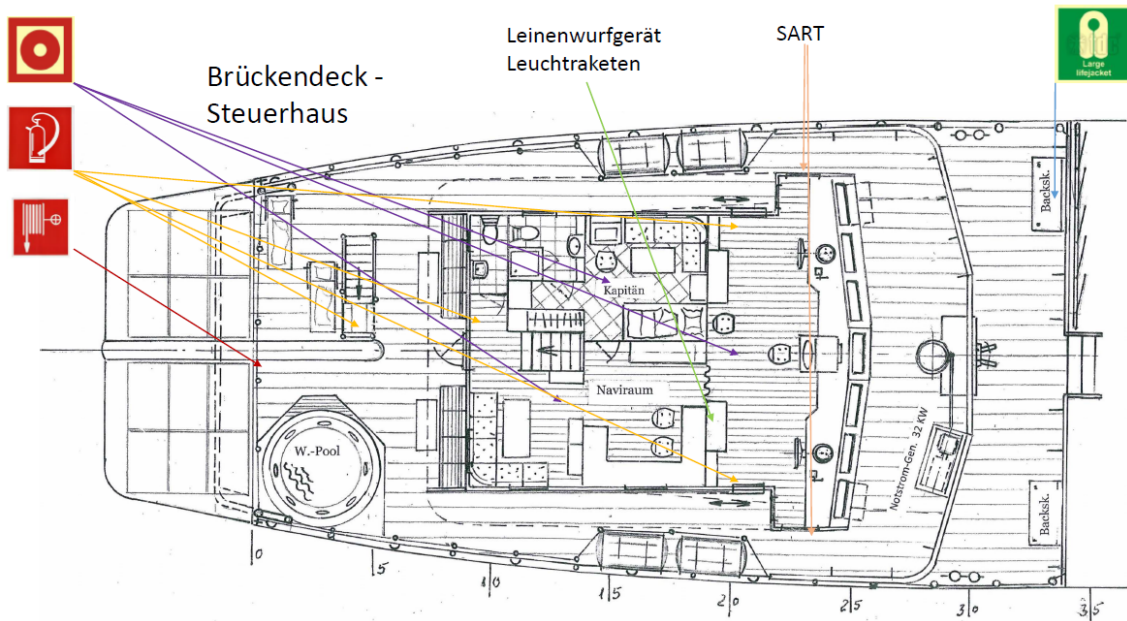 Brückendeck -
Steuerhaus
Leinenwurfgerät
Leuchtraketen
SART
Large
lifejacket
Backsk.
Kapitän
Naviraum
W.-Pool
Notstrom-Gen. 32 KW
Backsk.
0
5
10
15
20
25
30
35